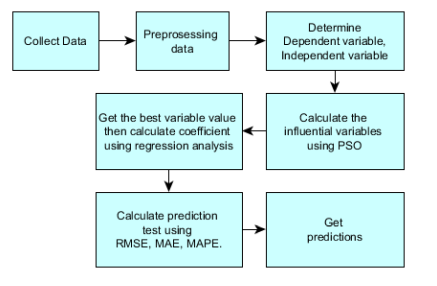 Collect Data
Preprosessing
data
Determine
Dependent variable,
Independent variable
Calculate the
influential variables
using PSO
Get the best variable value
then calculate coefficient
using regression analysis
Calculate prediction
test using
RMSE, MAE, MAPE.
Get
predictions